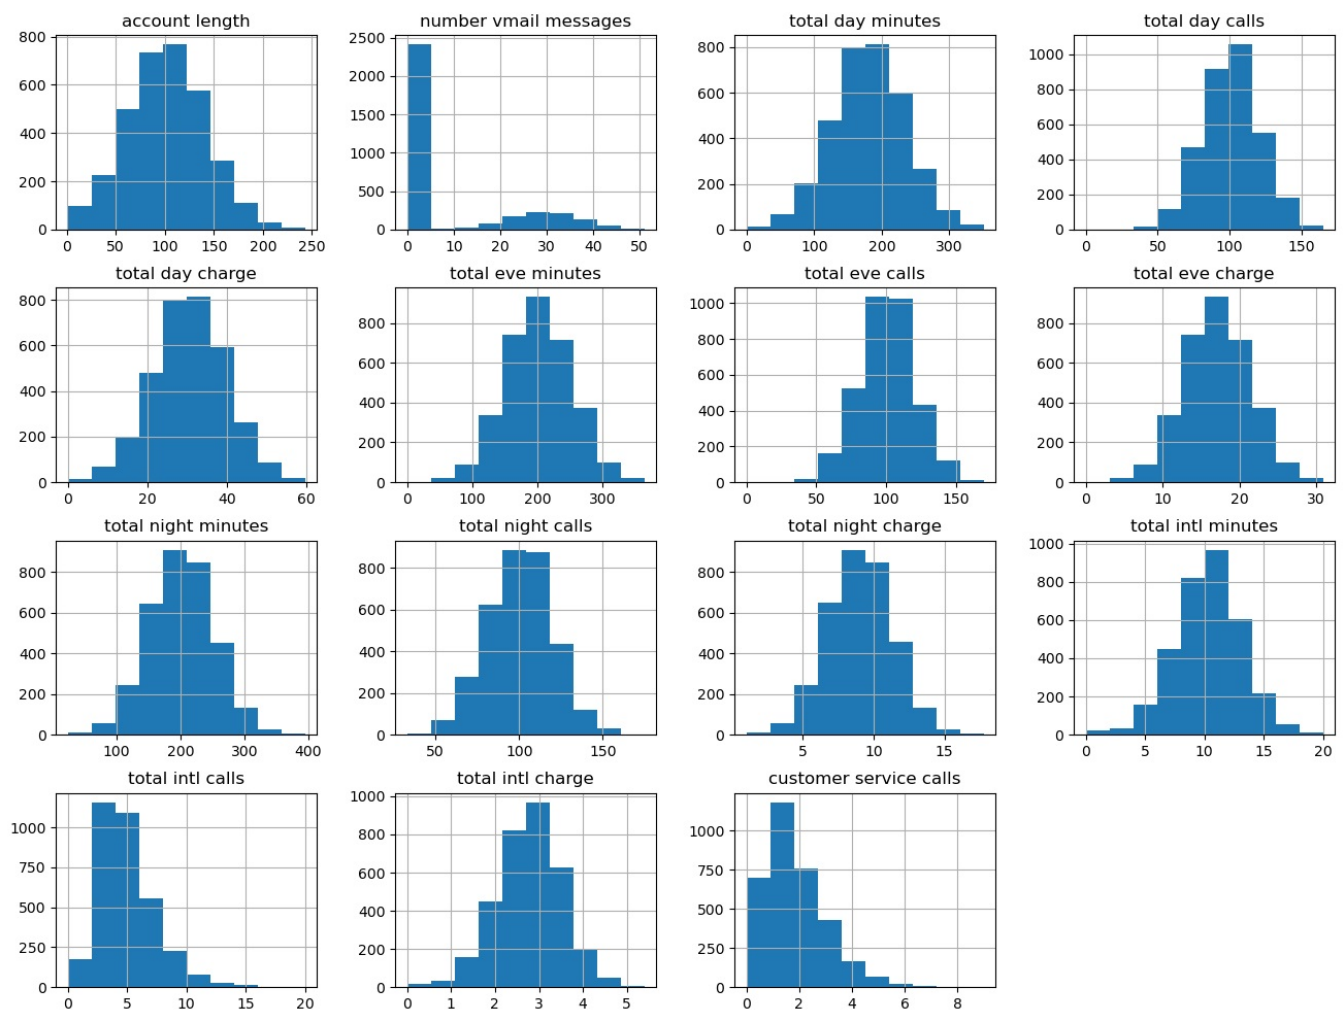 account length
800
600
400
200
0
0 50 100 150 200 250
number vmail messages
2500
2000
1500
1000
500
0
0 10 20 30 40 50
total day minutes
800
600
400
200
0
0 100 200 300
total day calls
1000
800
600
400
200
0
0 50 100 150
total day charge
800
600
400
200
0
0 20 40 60
total eve minutes
800
600
400
200
0
0 100 200 300
total eve calls
1000
800
600
400
200
0
0 50 100 150
total eve charge
800
600
400
200
0
0 10 20 30
total night minutes
800
600
400
200
0
100 200 300 400
total night calls
800
600
400
200
0
50 100 150
total night charge
800
600
400
200
0
5 10 15
total intl minutes
1000
800
600
400
200
0
0 5 10 15 20
total intl calls
1000
750
500
250
0
0 5 10 15 20
total intl charge
1000
800
600
400
200
0
0 1 2 3 4 5
customer service calls
1000
750
500
250
0
0 2 4 6 8